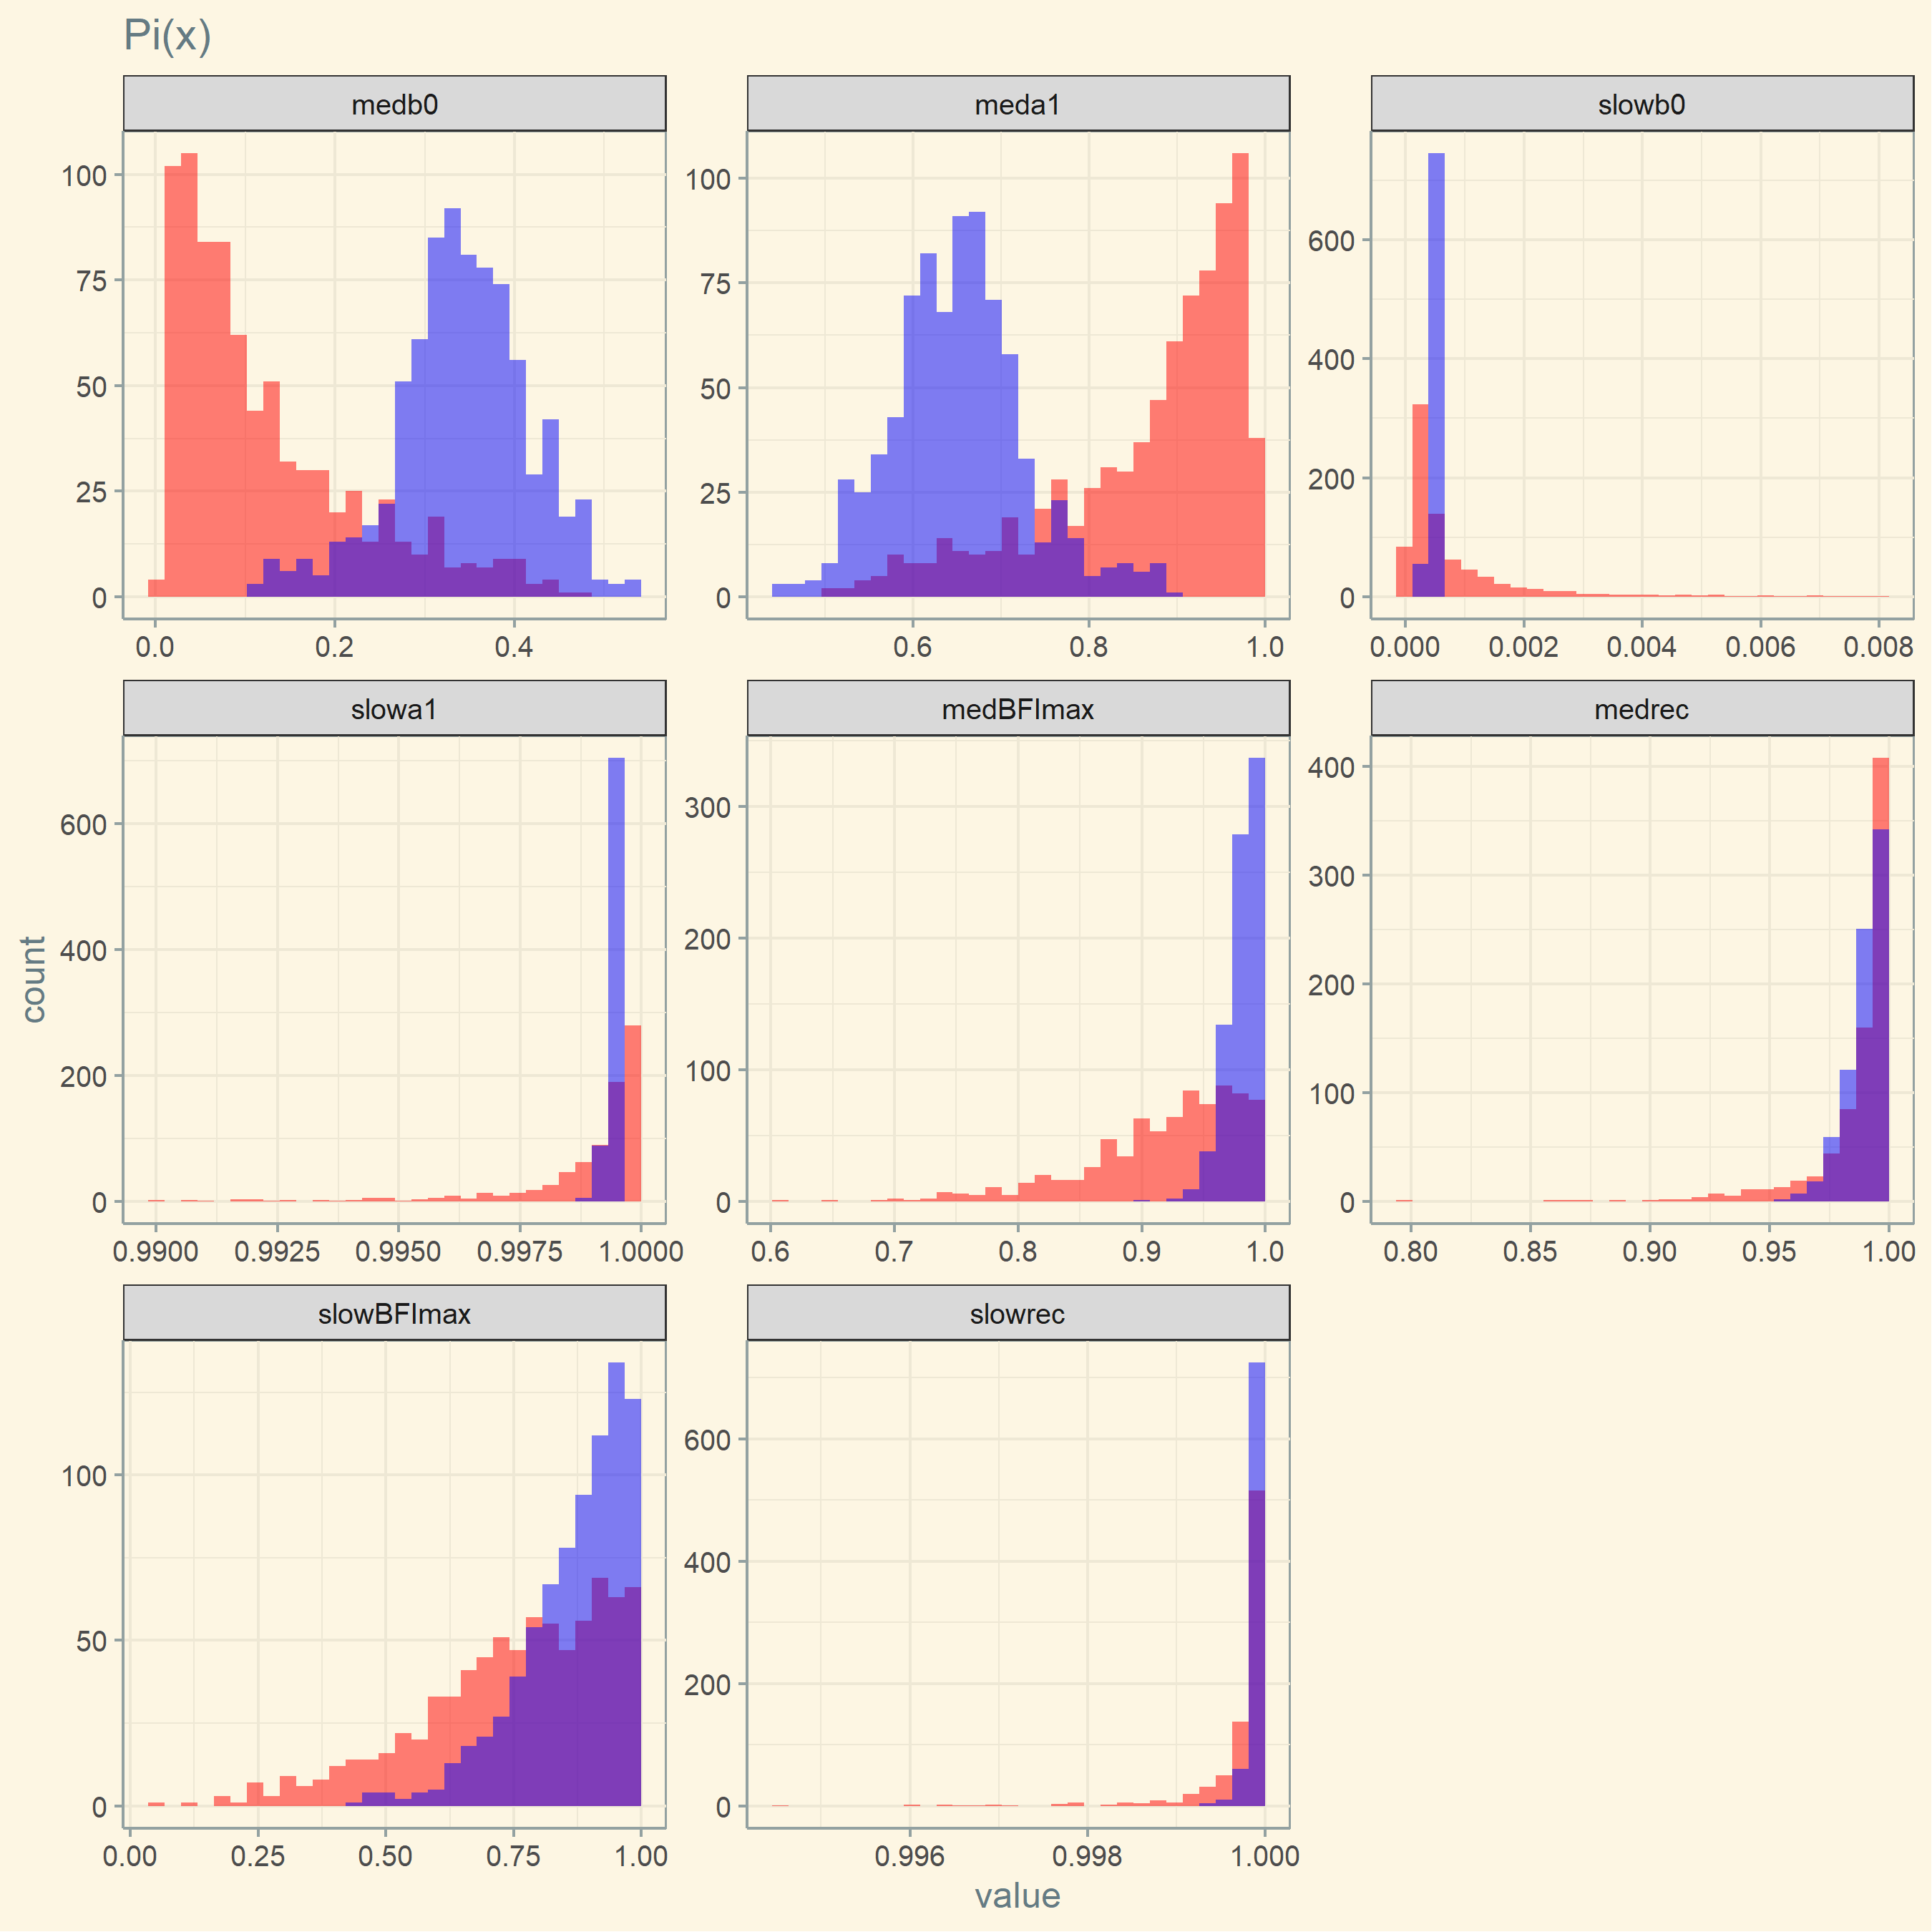 Pi(x)
medb0
meda1
slowb0
100
75
50
25
0
0.0 0.2 0.4
100
75
50
25
0
0.6 0.8 1.0
600
400
200
0
0.000 0.002 0.004 0.006 0.008
slowa1
medBFImax
medrec
count
600
400
200
0
0.9900 0.9925 0.9950 0.9975 1.0000
300
200
100
0
0.6 0.7 0.8 0.9 1.0
400
300
200
100
0
0.80 0.85 0.90 0.95 1.00
slowBFImax
slowrec
100
50
0
0.00 0.25 0.50 0.75 1.00
600
400
200
0
0.996 0.998 1.000
value